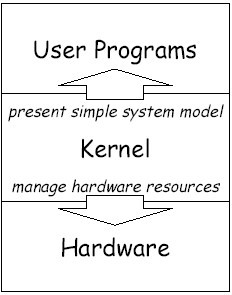 User Programs
present simple system model
Kernel
manage hardware resources
Hardware